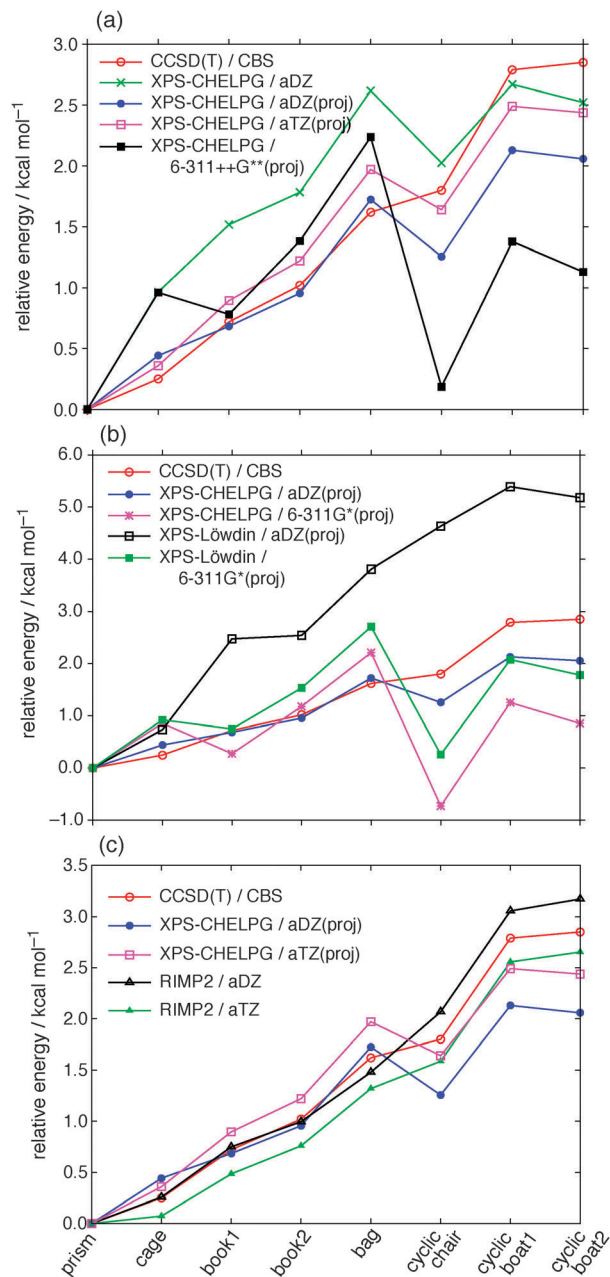 (a)
3.0
2.5
2.0
1.5
1.0
0.5
0.0
relative energy / kcal mol⁻¹
CCSD(T) / CBS
XPS-CHELPG / aDZ
XPS-CHELPG / aDZ(proj)
XPS-CHELPG / aTZ(proj)
XPS-CHELPG /
6-311++G**(proj)
(b)
6.0
5.0
4.0
3.0
2.0
1.0
0.0
−1.0
relative energy / kcal mol⁻¹
CCSD(T) / CBS
XPS-CHELPG / aDZ(proj)
XPS-CHELPG / 6-311G*(proj)
XPS-Löwdin / aDZ(proj)
XPS-Löwdin /
6-311G*(proj)
(c)
3.5
3.0
2.5
2.0
1.5
1.0
0.5
0.0
relative energy / kcal mol⁻¹
CCSD(T) / CBS
XPS-CHELPG / aDZ(proj)
XPS-CHELPG / aTZ(proj)
RIMP2 / aDZ
RIMP2 / aTZ
prism
cage
book1
book2
bag
cyclic
chair
cyclic
boat1
cyclic
boat2